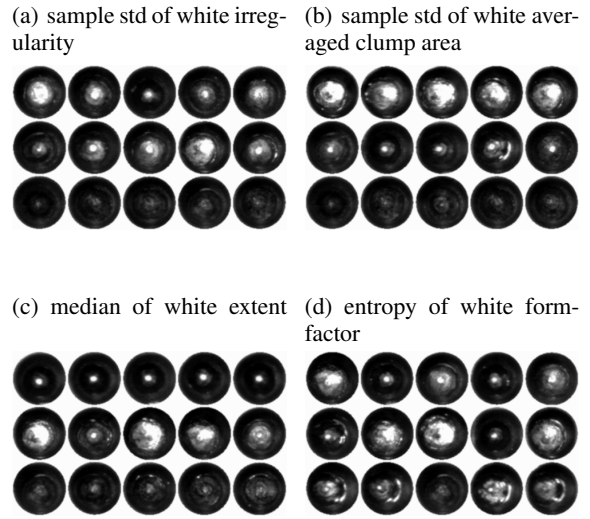 (a) sample std of white irreg-
ularity
(b) sample std of white aver-
aged clump area
(c) median of white extent
(d) entropy of white form-
factor